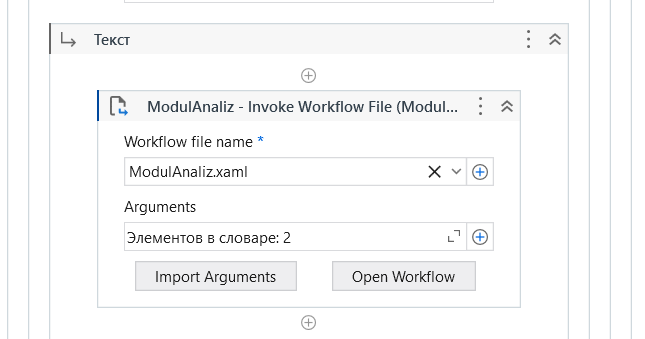 Текст
ModulAnaliz - Invoke Workflow File (Modul...
Workflow file name *
ModulAnaliz.xaml
Arguments
Элементов в словаре: 2
Import Arguments
Open Workflow